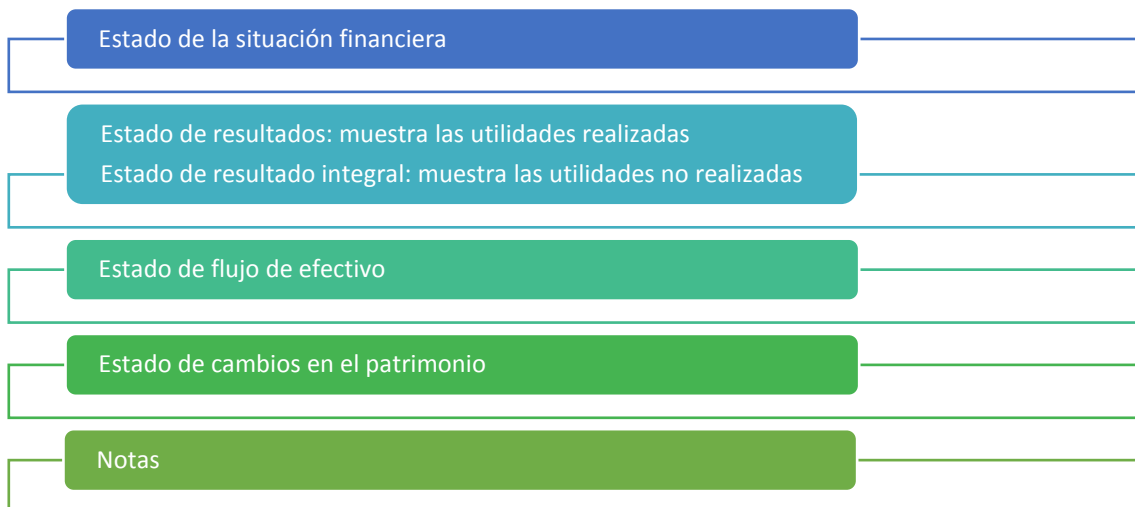 Estado de la situación financiera
Estado de resultados: muestra las utilidades realizadas
Estado de resultado integral: muestra las utilidades no realizadas
Estado de flujo de efectivo
Estado de cambios en el patrimonio
Notas